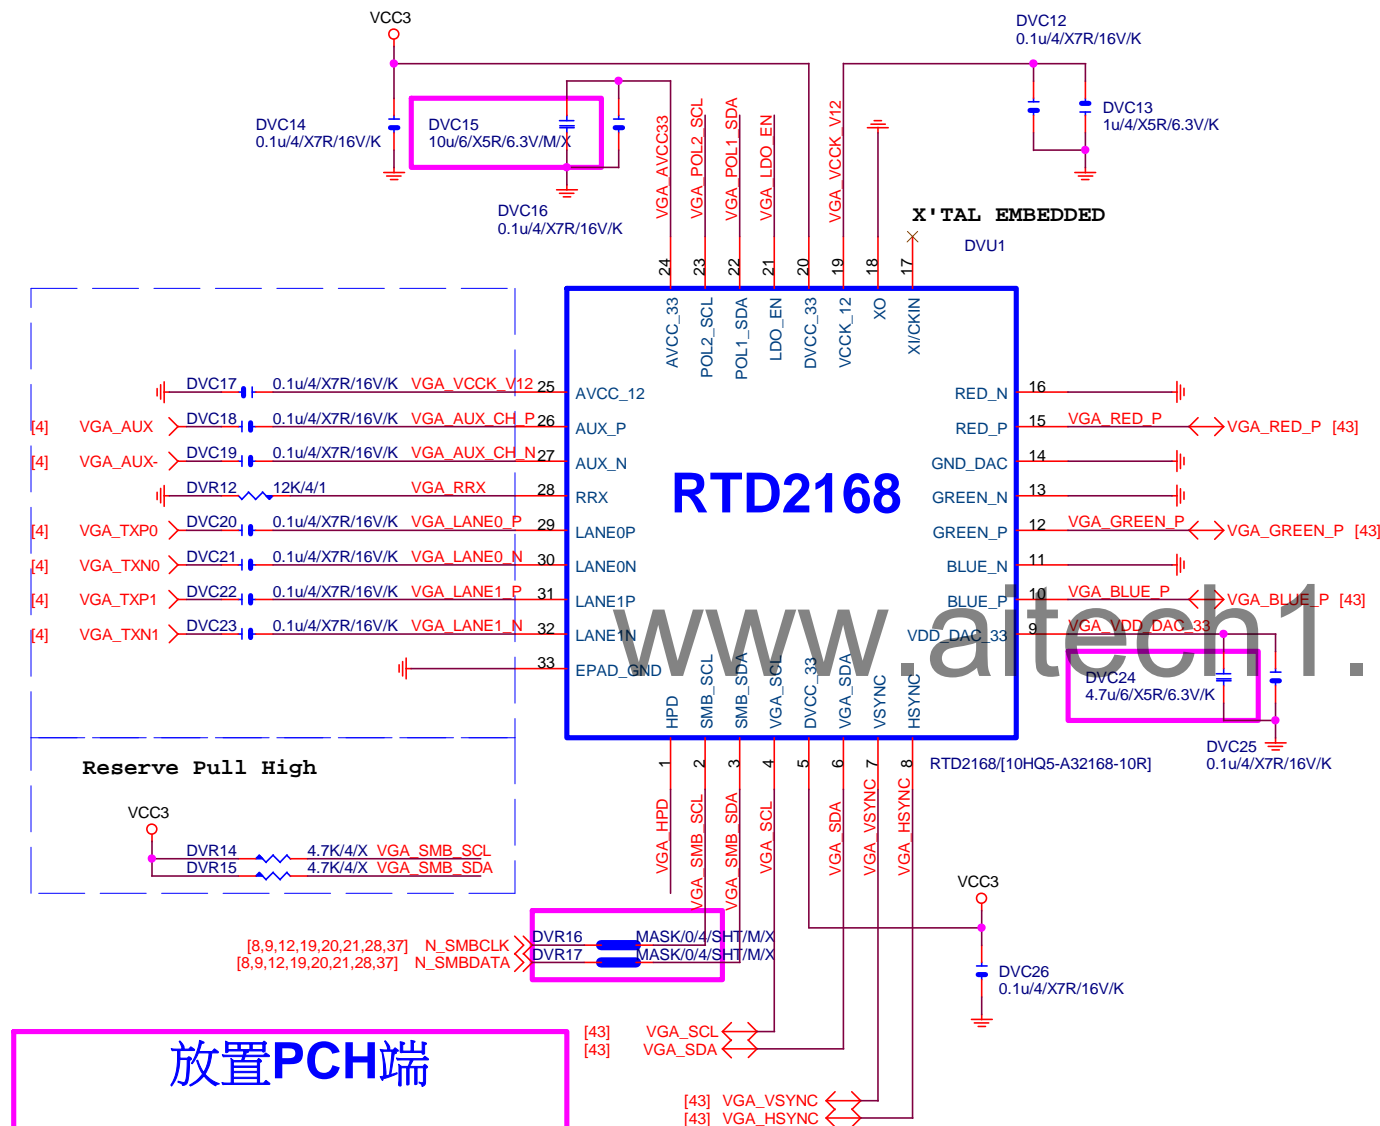 VCC3
DVC12
0.1u/4/X7R/16V/K
DVC14
0.1u/4/X7R/16V/K
DVC15
10u/6/X5R/6.3V/M/X
DVC13
1u/4/X5R/6.3V/K
DVC16
0.1u/4/X7R/16V/K
VGA_AVCC33
VGA_POL2_SCL
VGA_POL1_SDA
VGA_LDO_EN
VGA_VCCK_V12
X'TAL EMBEDDED
DVU1
24 23 22 21 20 19 18 17
AVCC_33
POL2_SCL
POL1_SDA
LDO_EN
DVCC_33
VCCK_12
XO
XI/CKIN
DVC17 0.1u/4/X7R/16V/K VGA_VCCK_V12 25 AVCC_12
[4] VGA_AUX DVC18 0.1u/4/X7R/16V/K VGA_AUX_CH_P 26 AUX_P
[4] VGA_AUX- DVC19 0.1u/4/X7R/16V/K VGA_AUX_CH_N 27 AUX_N
DVR12 12K/4/1 VGA_RRX 28 RRX
[4] VGA_TXP0 DVC20 0.1u/4/X7R/16V/K VGA_LANE0_P 29 LANE0P
[4] VGA_TXN0 DVC21 0.1u/4/X7R/16V/K VGA_LANE0_N 30 LANE0N
[4] VGA_TXP1 DVC22 0.1u/4/X7R/16V/K VGA_LANE1_P 31 LANE1P
[4] VGA_TXN1 DVC23 0.1u/4/X7R/16V/K VGA_LANE1_N 32 LANE1N
33 EPAD_GND
RTD2168
RED_N 16
RED_P 15 VGA_RED_P VGA_RED_P [43]
GND_DAC 14
GREEN_N 13
GREEN_P 12 VGA_GREEN_P VGA_GREEN_P [43]
BLUE_N 11
BLUE_P 10 VGA_BLUE_P VGA_BLUE_P [43]
VDD_DAC_33 9 VGA_VDD_DAC_33
www.aitech1.
DVC24
4.7u/6/X5R/6.3V/K
DVC25
0.1u/4/X7R/16V/K
HPD
SMB_SCL
SMB_SDA
VGA_SCL
DVCC_33
VGA_SDA
VSYNC
HSYNC
1 2 3 4 5 6 7 8
RTD2168/[10HQ5-A32168-10R]
VGA_HPD
VGA_SMB_SCL
VGA_SMB_SDA
VGA_SCL
VGA_SDA
VGA_VSYNC
VGA_HSYNC
Reserve Pull High
VCC3
DVR14 4.7K/4/X VGA_SMB_SCL
DVR15 4.7K/4/X VGA_SMB_SDA
VCC3
DVC26
0.1u/4/X7R/16V/K
[8,9,12,19,20,21,28,37] N_SMBCLK DVR16 MASK/0/4/SHT/M/X
[8,9,12,19,20,21,28,37] N_SMBDATA DVR17 MASK/0/4/SHT/M/X
[43] VGA_SCL
[43] VGA_SDA
放置PCH端
[43] VGA_VSYNC
[43] VGA_HSYNC